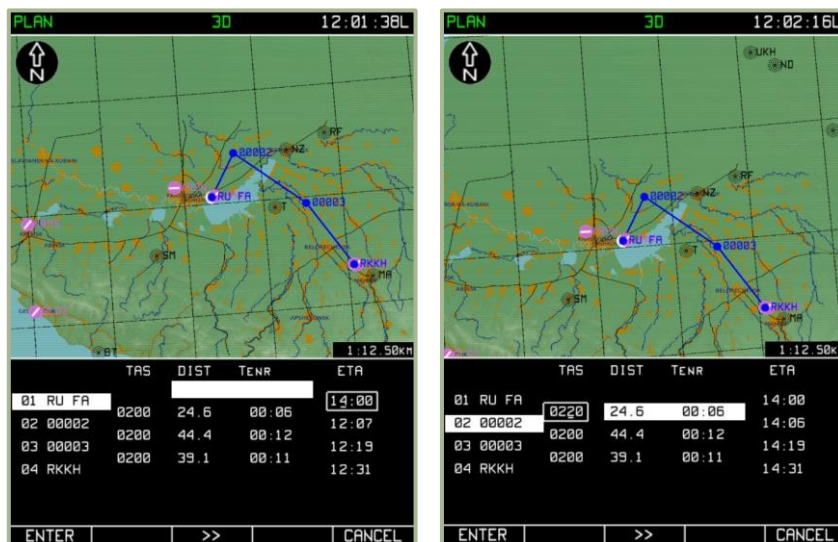 PLAN 3D 12:01:38L
N
RF
NZ
00002
RU FA
T
00003
SM
RKKH
MA
BT
1:12.50KM
TAS DIST TENR ETA
01 RU FA 14:00
0200 24.6 00:06
02 00002 12:07
0200 44.4 00:12
03 00003 12:19
0200 39.1 00:11
04 RKKH 12:31
ENTER >> CANCEL
PLAN 3D 12:02:16L
N
UKH
ND
RF
NZ
00002
RU FA
T
00003
BELORECHENSK
SM
RKKH
MA
1:12.50KM
TAS DIST TENR ETA
01 RU FA 14:00
0220 24.6 00:06
02 00002 14:06
0200 44.4 00:12
03 00003 14:19
0200 39.1 00:11
04 RKKH 14:31
ENTER >> CANCEL